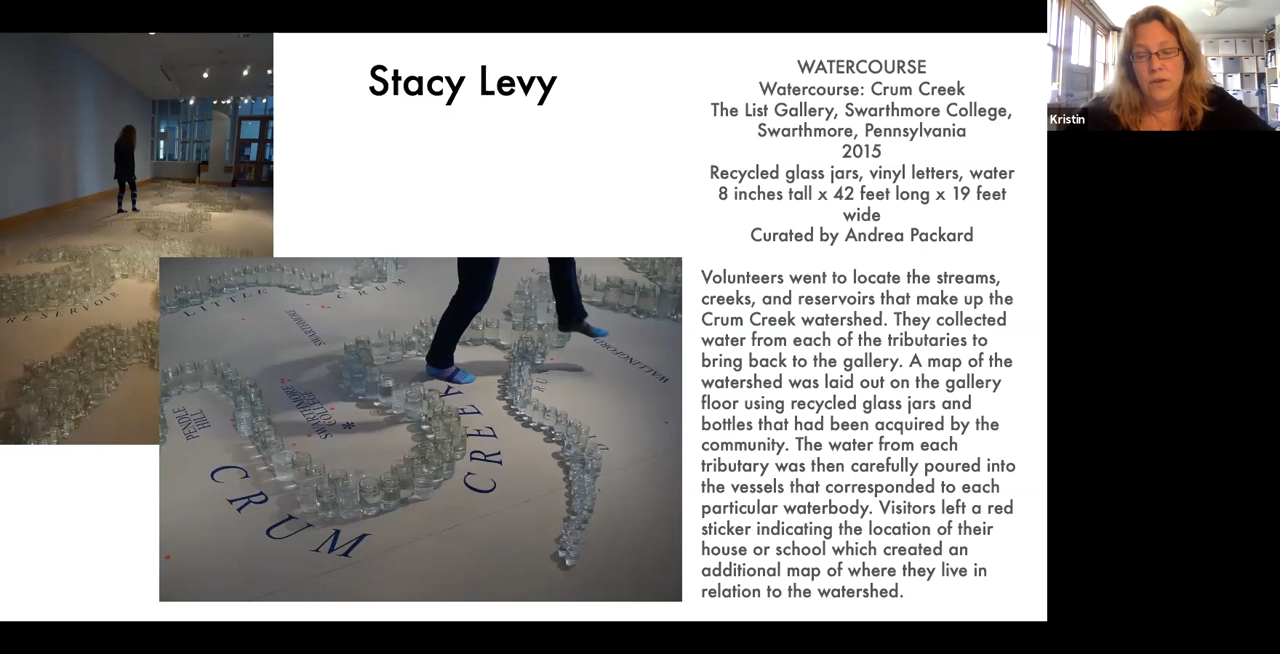 Stacy Levy
WATERCOURSE
Watercourse: Crum Creek
The List Gallery, Swarthmore College,
Swarthmore, Pennsylvania
2015
Recycled glass jars, vinyl letters, water
8 inches tall x 42 feet long x 19 feet
wide
Curated by Andrea Packard
Volunteers went to locate the streams,
creeks, and reservoirs that make up the
Crum Creek watershed. They collected
water from each of the tributaries to
bring back to the gallery. A map of the
watershed was laid out on the gallery
floor using recycled glass jars and
bottles that had been acquired by the
community. The water from each
tributary was then carefully poured into
the vessels that corresponded to each
particular waterbody. Visitors left a red
sticker indicating the location of their
house or school which created an
additional map of where they live in
relation to the watershed.
Kristin
RESERVOIR
LITTLE CRUM
SWARTHMORE
WALLINGFORD
PENDLE
HILL
SWARTHMORE
COLLEGE
*
CRUM
CREEK